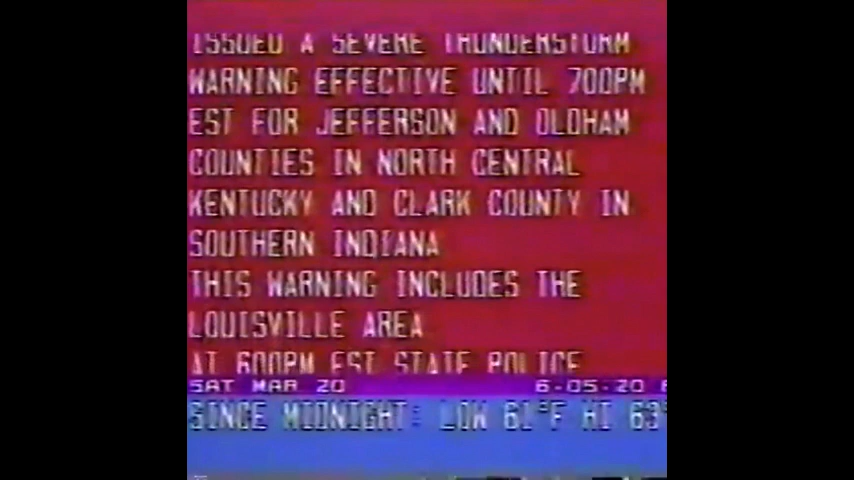 ISSUED A SEVERE THUNDERSTORM
WARNING EFFECTIVE UNTIL 700PM
EST FOR JEFFERSON AND OLDHAM
COUNTIES IN NORTH CENTRAL
KENTUCKY AND CLARK COUNTY IN
SOUTHERN INDIANA
THIS WARNING INCLUDES THE
LOUISVILLE AREA
AT 600PM EST STATE POLICE
SAT MAR 20 6-05-20
SINCE MIDNIGHT: LOW 61°F HI 63°